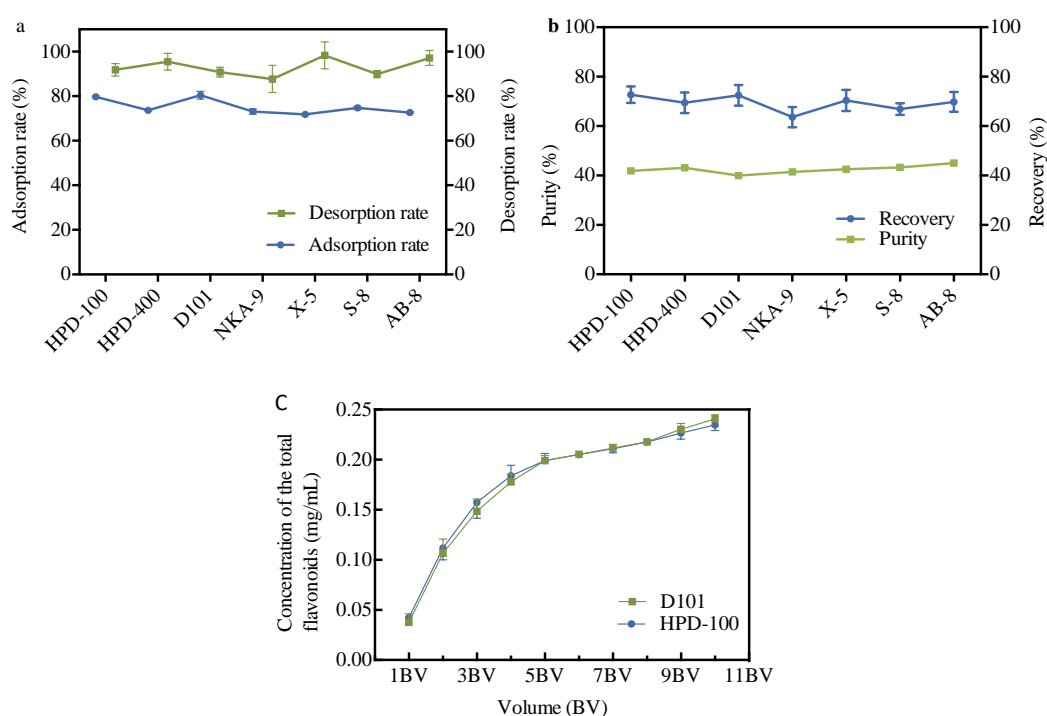 a
Adsorption rate (%)
100
80
60
40
20
0
Desorption rate
Adsorption rate
100
80
60
40
20
0
Desorption rate (%)
HPD-100
HPD-400
D101
NKA-9
X-5
S-8
AB-8
b
Purity (%)
100
80
60
40
20
0
Recovery
Purity
100
80
60
40
20
0
Recovery (%)
HPD-100
HPD-400
D101
NKA-9
X-5
S-8
AB-8
C
Concentration of the total
flavonoids (mg/mL)
0.25
0.20
0.15
0.10
0.05
0.00
D101
HPD-100
1BV 3BV 5BV 7BV 9BV 11BV
Volume (BV)